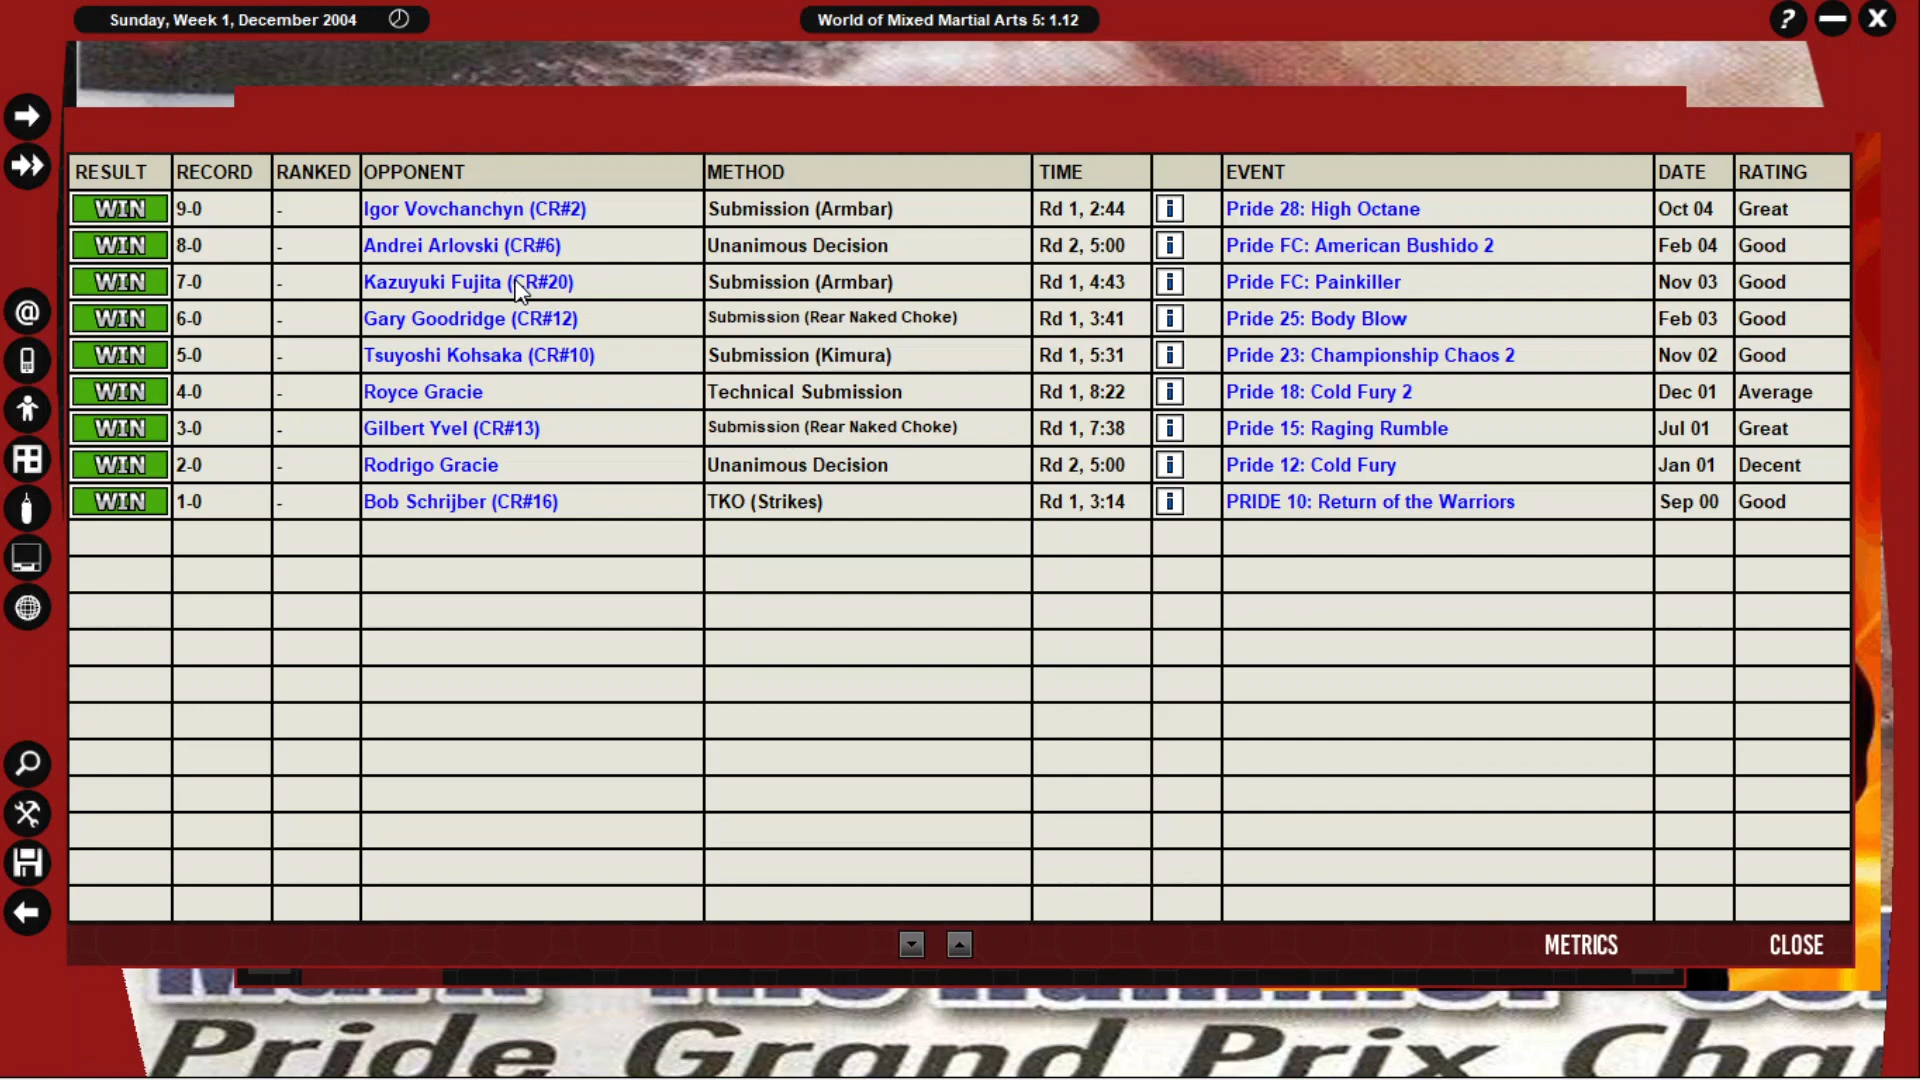 Sunday, Week 1, December 2004
World of Mixed Martial Arts 5: 1.12
?
X
RESULT RECORD RANKED OPPONENT METHOD TIME EVENT DATE RATING
WIN 9-0 - Igor Vovchanchyn (CR#2) Submission (Armbar) Rd 1, 2:44 i Pride 28: High Octane Oct 04 Great
WIN 8-0 - Andrei Arlovski (CR#6) Unanimous Decision Rd 2, 5:00 i Pride FC: American Bushido 2 Feb 04 Good
WIN 7-0 - Kazuyuki Fujita (CR#20) Submission (Armbar) Rd 1, 4:43 i Pride FC: Painkiller Nov 03 Good
WIN 6-0 - Gary Goodridge (CR#12) Submission (Rear Naked Choke) Rd 1, 3:41 i Pride 25: Body Blow Feb 03 Good
WIN 5-0 - Tsuyoshi Kohsaka (CR#10) Submission (Kimura) Rd 1, 5:31 i Pride 23: Championship Chaos 2 Nov 02 Good
WIN 4-0 - Royce Gracie Technical Submission Rd 1, 8:22 i Pride 18: Cold Fury 2 Dec 01 Average
WIN 3-0 - Gilbert Yvel (CR#13) Submission (Rear Naked Choke) Rd 1, 7:38 i Pride 15: Raging Rumble Jul 01 Great
WIN 2-0 - Rodrigo Gracie Unanimous Decision Rd 2, 5:00 i Pride 12: Cold Fury Jan 01 Decent
WIN 1-0 - Bob Schrijber (CR#16) TKO (Strikes) Rd 1, 3:14 i PRIDE 10: Return of the Warriors Sep 00 Good
METRICS CLOSE
Pride Grand Prix